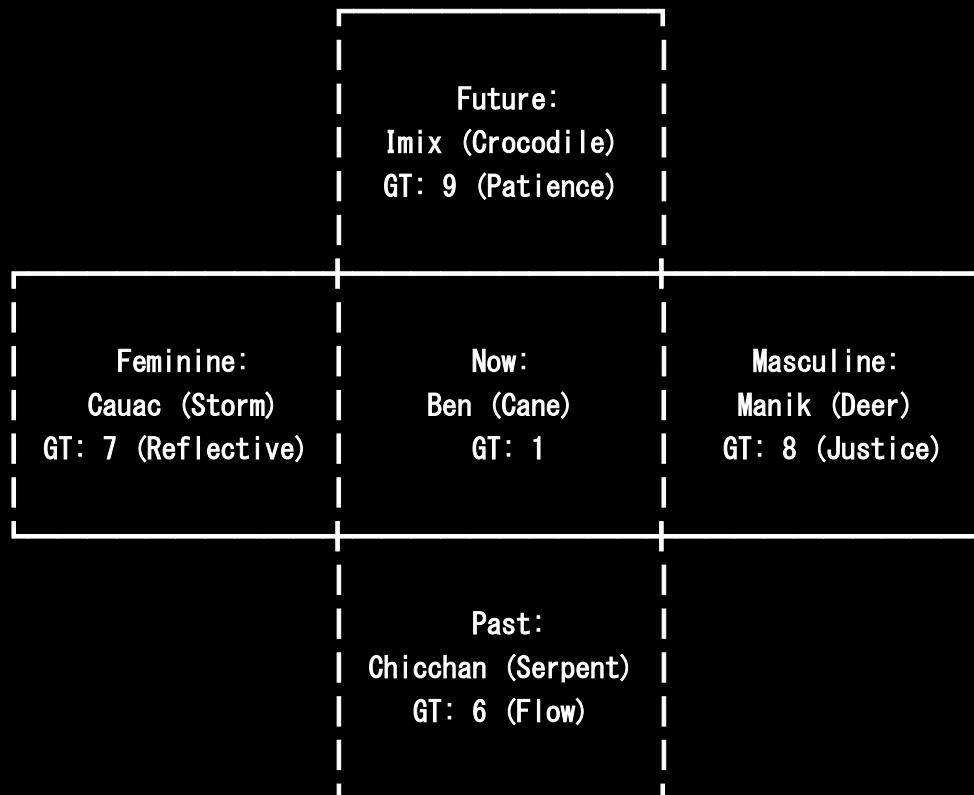 Future:
Imix (Crocodile)
GT: 9 (Patience)
Feminine:
Cauac (Storm)
GT: 7 (Reflective)
Now:
Ben (Cane)
GT: 1
Masculine:
Manik (Deer)
GT: 8 (Justice)
Past:
Chicchan (Serpent)
GT: 6 (Flow)